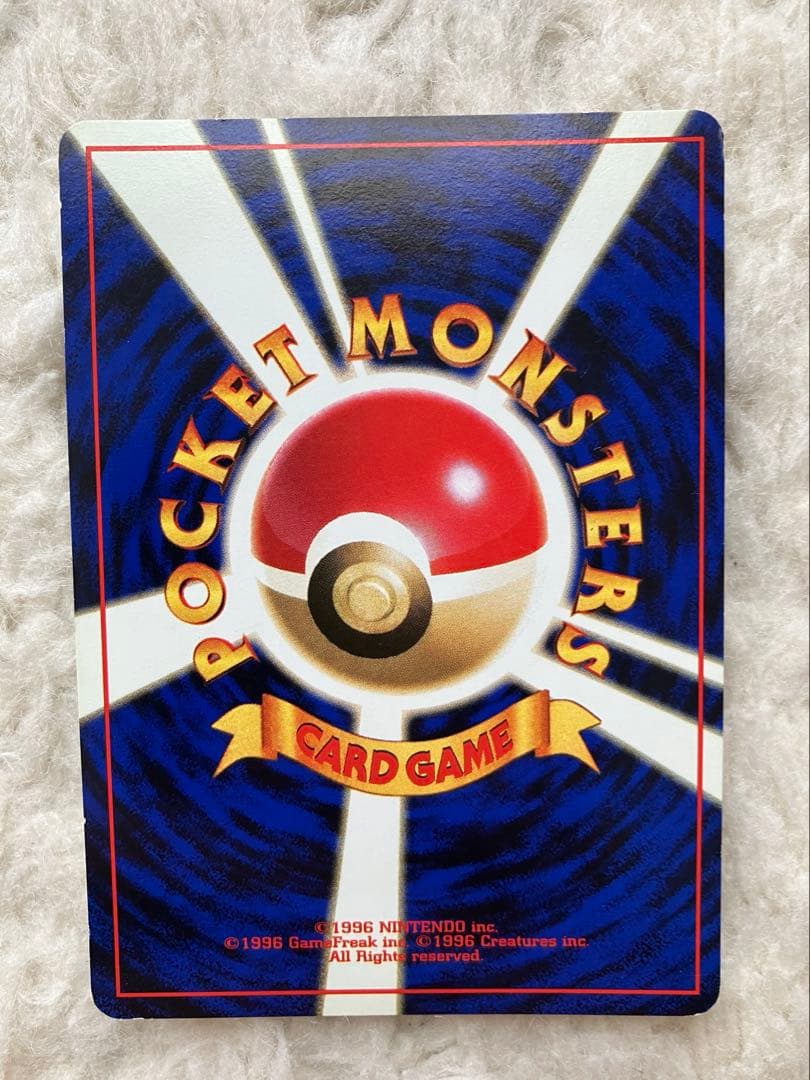 POCKET MONSTERS
CARD GAME
©1996 NINTENDO inc.
©1996 GameFreak inc. ©1996 Creatures inc.
All Rights reserved.